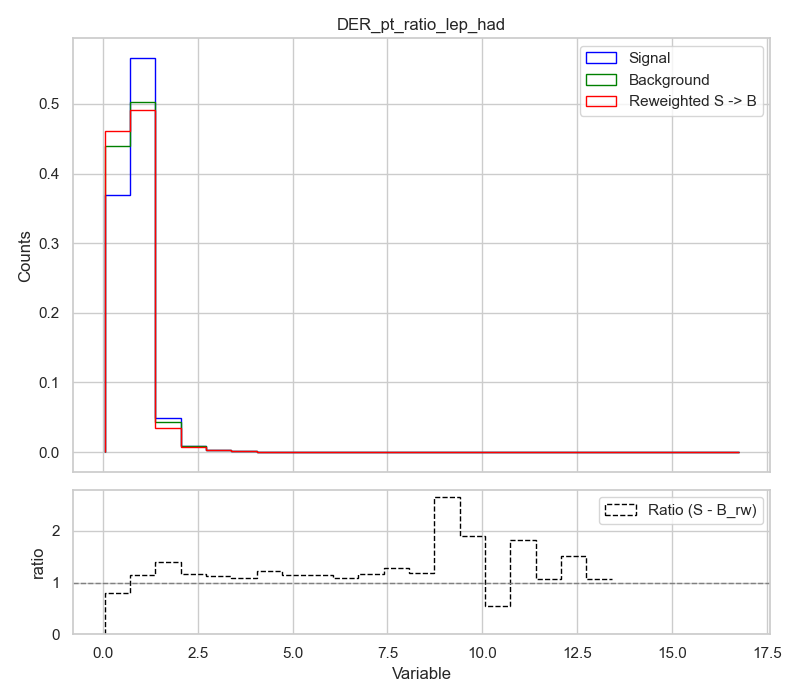 DER_pt_ratio_lep_had
Signal
Background
Reweighted S -> B
Counts
0.5
0.4
0.3
0.2
0.1
0.0
Ratio (S - B_rw)
ratio
2
1
0
0.0 2.5 5.0 7.5 10.0 12.5 15.0 17.5
Variable